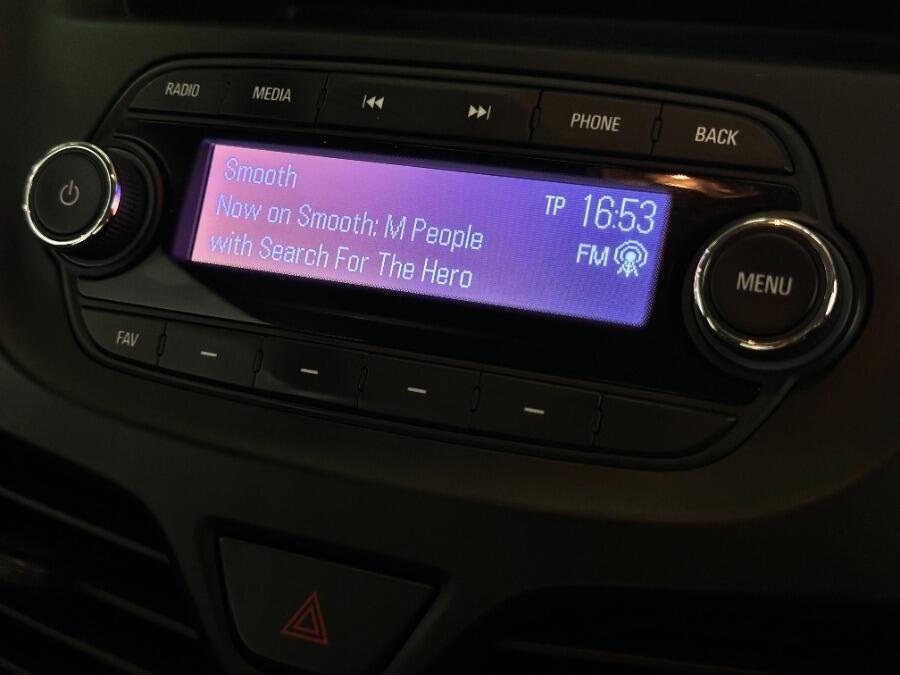 RADIO
MEDIA
PHONE
BACK
Smooth
Now on Smooth: M People
with Search For The Hero
TP 16:53
FM
MENU
FAV